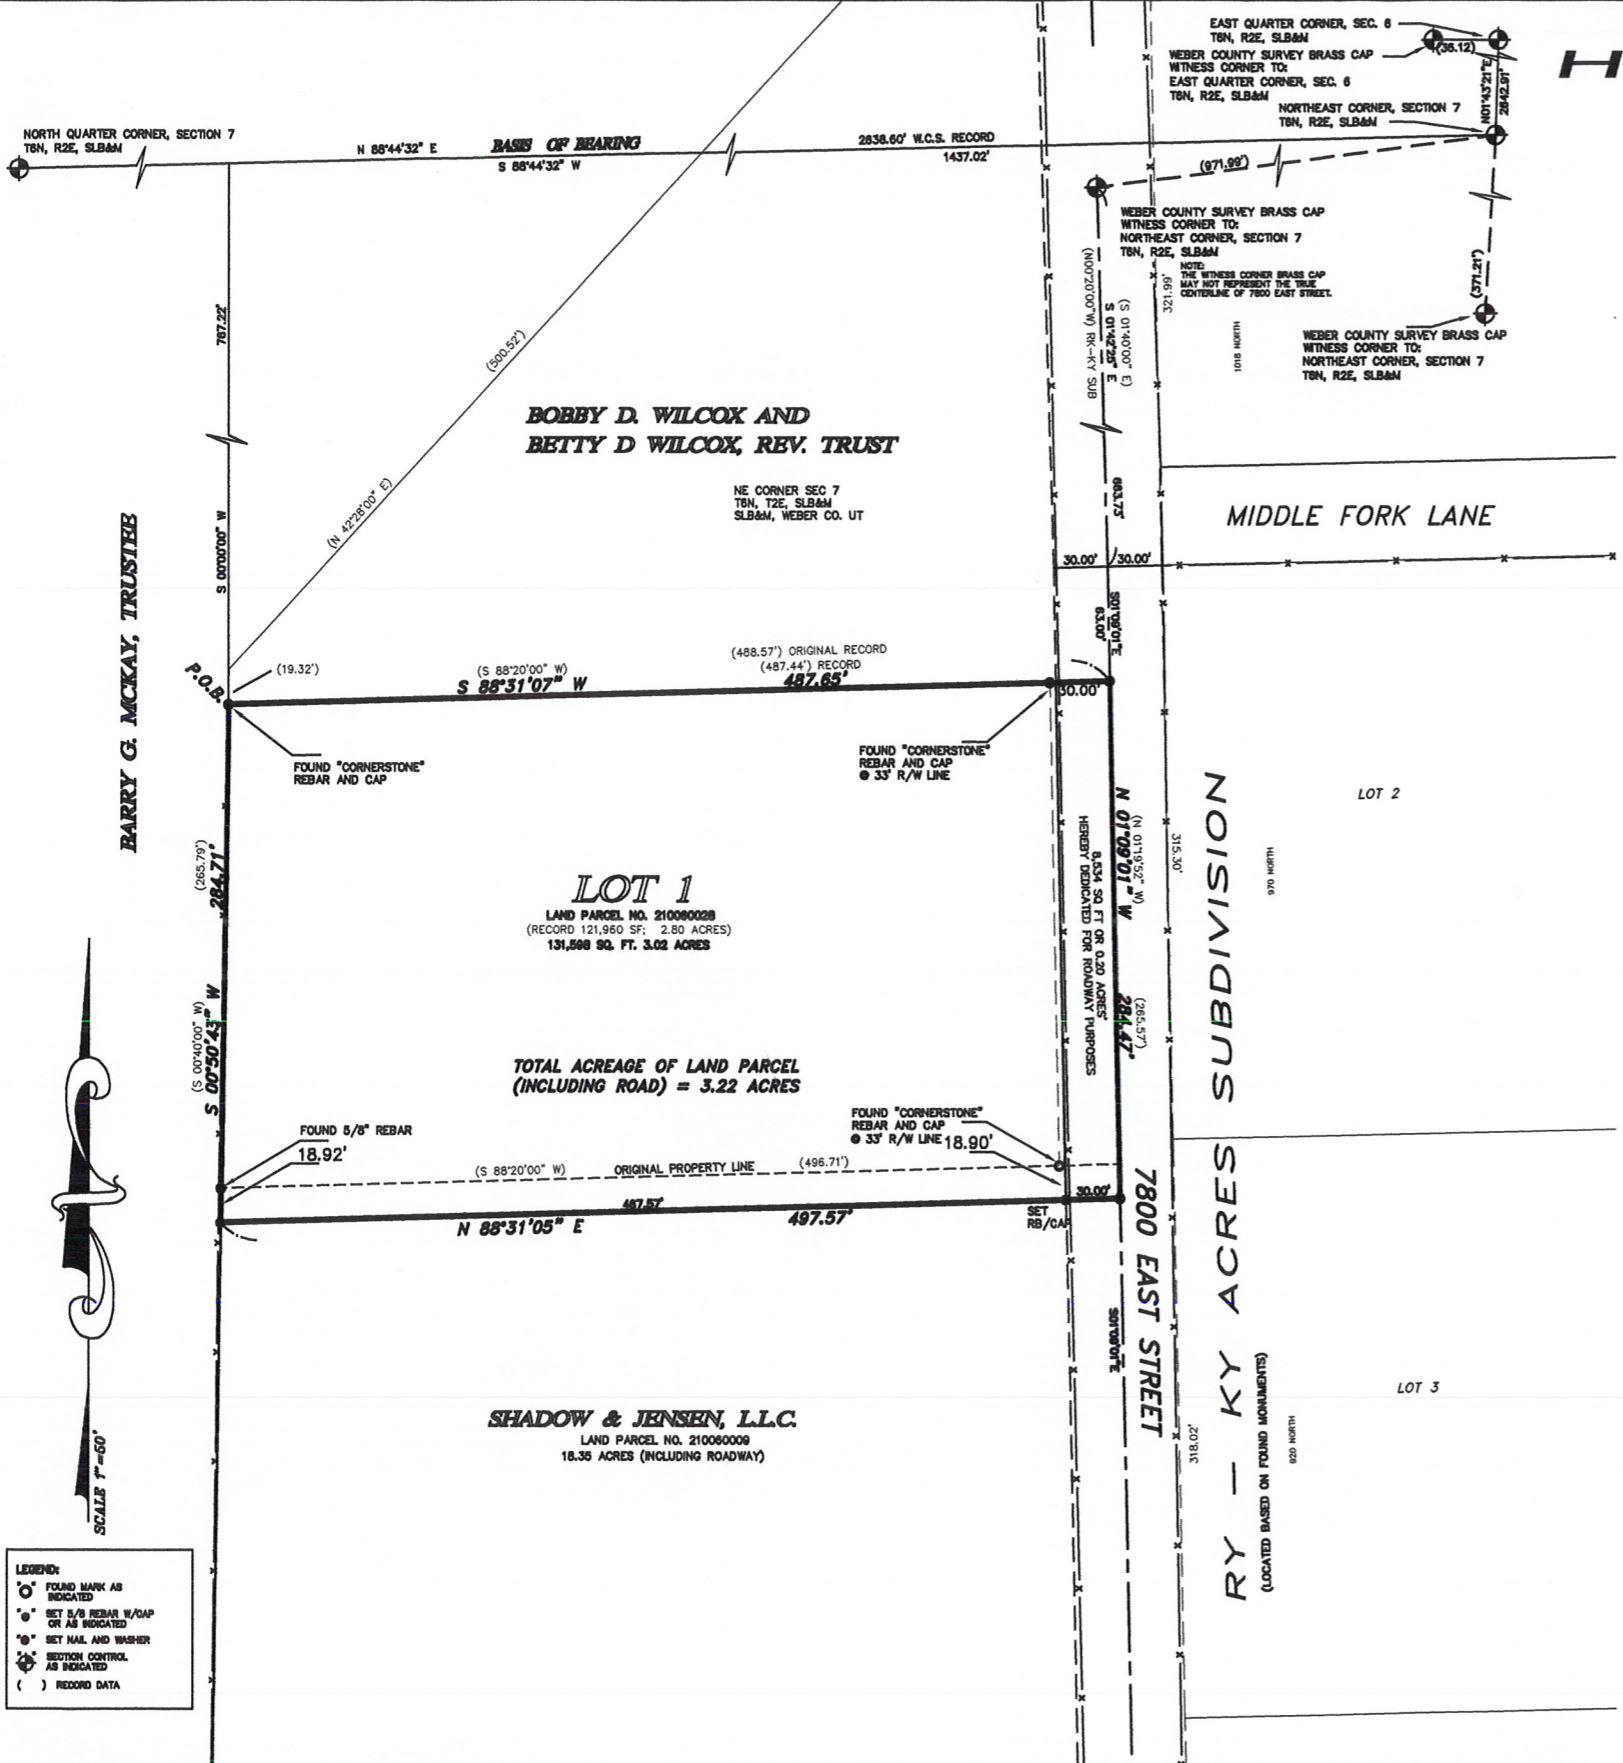 EAST QUARTER CORNER, SEC. 6
T6N, R2E, SLB&M
WEBER COUNTY SURVEY BRASS CAP
WITNESS CORNER TO:
EAST QUARTER CORNER, SEC. 6
T6N, R2E, SLB&M
(36.12)
N01°43'21"E
2642.91'
H
NORTHEAST CORNER, SECTION 7
T6N, R2E, SLB&M
NORTH QUARTER CORNER, SECTION 7
T6N, R2E, SLB&M
N 88°44'32" E
BASIS OF BEARING
S 88°44'32" W
2638.60' W.C.S. RECORD
1437.02'
(971.99')
WEBER COUNTY SURVEY BRASS CAP
WITNESS CORNER TO:
NORTHEAST CORNER, SECTION 7
T6N, R2E, SLB&M
NOTE:
THE WITNESS CORNER BRASS CAP
MAY NOT REPRESENT THE TRUE
CENTERLINE OF 7800 EAST STREET.
(371.21')
WEBER COUNTY SURVEY BRASS CAP
WITNESS CORNER TO:
NORTHEAST CORNER, SECTION 7
T6N, R2E, SLB&M
767.22'
S 00°00'00" W
(500.52')
(N 42°28'00" E)
(N00°20'00"W) RK-KY SUB
S 01°42'25" E
(S 01°40'00" E)
321.99'
1018 NORTH
BOBBY D. WILCOX AND
BETTY D WILCOX, REV. TRUST
NE CORNER SEC 7
T6N, T2E, SLB&M
SLB&M, WEBER CO. UT
663.73'
MIDDLE FORK LANE
30.00'
30.00'
S01°09'01"E
63.00'
BARRY G. MCKAY, TRUSTEE
P.O.B.
(19.32')
(S 88°20'00" W)
S 88°31'07" W
(488.57') ORIGINAL RECORD
(487.44') RECORD
487.65'
30.00'
FOUND "CORNERSTONE"
REBAR AND CAP
FOUND "CORNERSTONE"
REBAR AND CAP
@ 33' R/W LINE
LOT 2
(265.79')
284.71'
(S 00°40'00" W)
S 00°50'43" W
LOT 1
LAND PARCEL NO. 210060028
(RECORD 121,960 SF; 2.80 ACRES)
131,598 SQ. FT. 3.02 ACRES
8,534 SQ FT OR 0.20 ACRES'
HEREBY DEDICATED FOR ROADWAY PURPOSES
N 01°09'01" W
(N 01°19'52" W)
284.47'
(265.57')
315.30'
970 NORTH
TOTAL ACREAGE OF LAND PARCEL
(INCLUDING ROAD) = 3.22 ACRES
FOUND 5/8" REBAR
18.92'
FOUND "CORNERSTONE"
REBAR AND CAP
@ 33' R/W LINE
18.90'
(S 88°20'00" W)
ORIGINAL PROPERTY LINE
(496.71')
467.57'
N 88°31'05" E
497.57'
30.00'
SET
RB/CAP
S01°09'01"E
7800 EAST STREET
RY - KY ACRES SUBDIVISION
(LOCATED BASED ON FOUND MONUMENTS)
318.02'
920 NORTH
LOT 3
SHADOW & JENSEN, L.L.C.
LAND PARCEL NO. 210060009
18.35 ACRES (INCLUDING ROADWAY)
SCALE 1"=50'
LEGEND:
FOUND MARK AS
INDICATED
SET 5/8 REBAR W/CAP
OR AS INDICATED
SET NAIL AND WASHER
SECTION CONTROL
AS INDICATED
( ) RECORD DATA